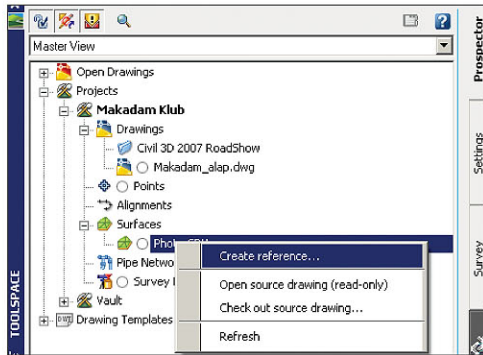 Master View
Open Drawings
Projects
Makadam Klub
Drawings
Civil 3D 2007 RoadShow
Makadam_alap.dwg
Points
Alignments
Surfaces
Create reference...
Pipe Netwo
Open source drawing (read-only)
Survey
Check out source drawing...
Vault
Drawing Templates
Refresh
TOOLSPACE
Prospector
Settings
Survey